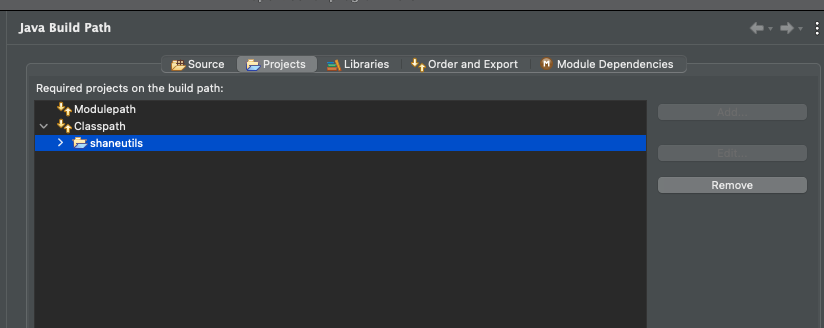 Java Build Path
Source Projects Libraries Order and Export Module Dependencies
Required projects on the build path:
Modulepath
Add...
Classpath
shaneutils
Edit...
Remove